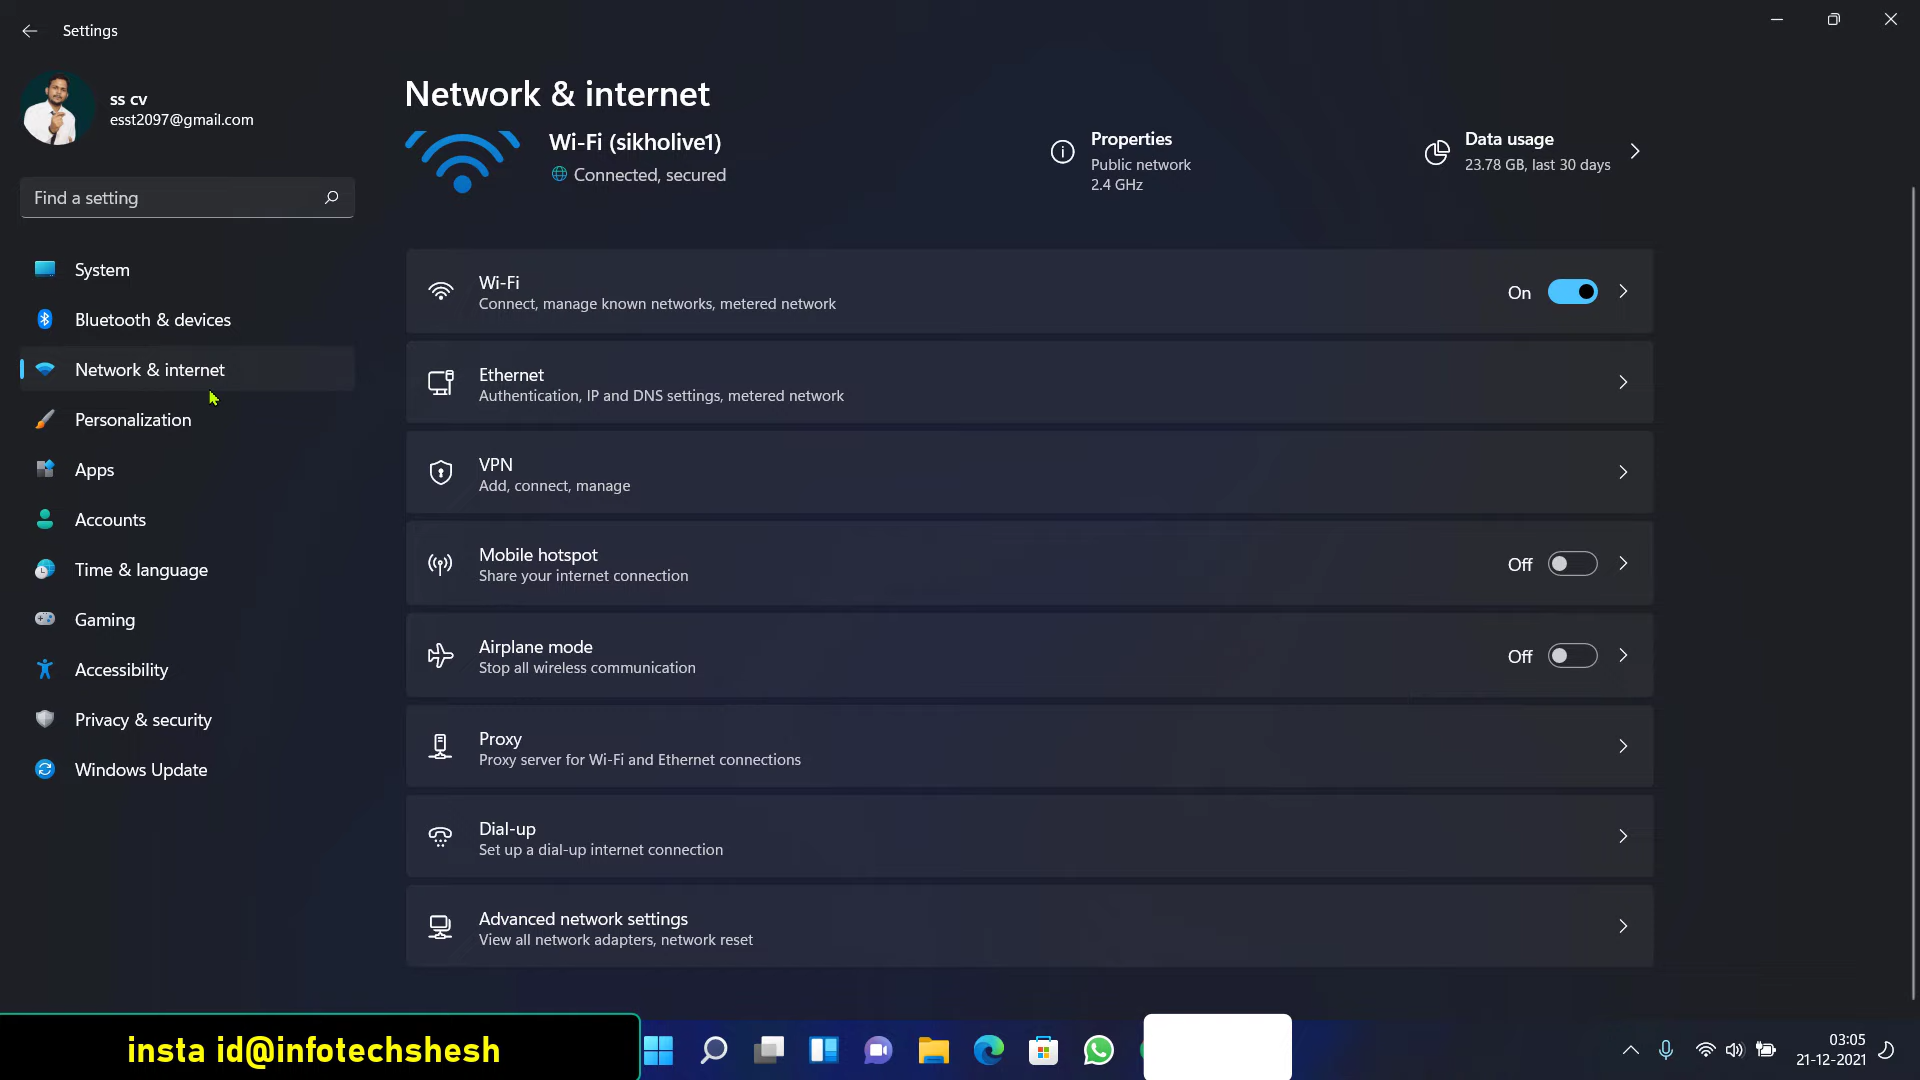 Settings
ss cv
esst2097@gmail.com
Find a setting
System
Bluetooth & devices
Network & internet
Personalization
Apps
Accounts
Time & language
Gaming
Accessibility
Privacy & security
Windows Update
Network & internet
Wi-Fi (sikholive1)
Connected, secured
Properties
Public network
2.4 GHz
Data usage
23.78 GB, last 30 days
Wi-Fi
Connect, manage known networks, metered network
On
Ethernet
Authentication, IP and DNS settings, metered network
VPN
Add, connect, manage
Mobile hotspot
Share your internet connection
Off
Airplane mode
Stop all wireless communication
Off
Proxy
Proxy server for Wi-Fi and Ethernet connections
Dial-up
Set up a dial-up internet connection
Advanced network settings
View all network adapters, network reset
insta id@infotechshesh
03:05
21-12-2021